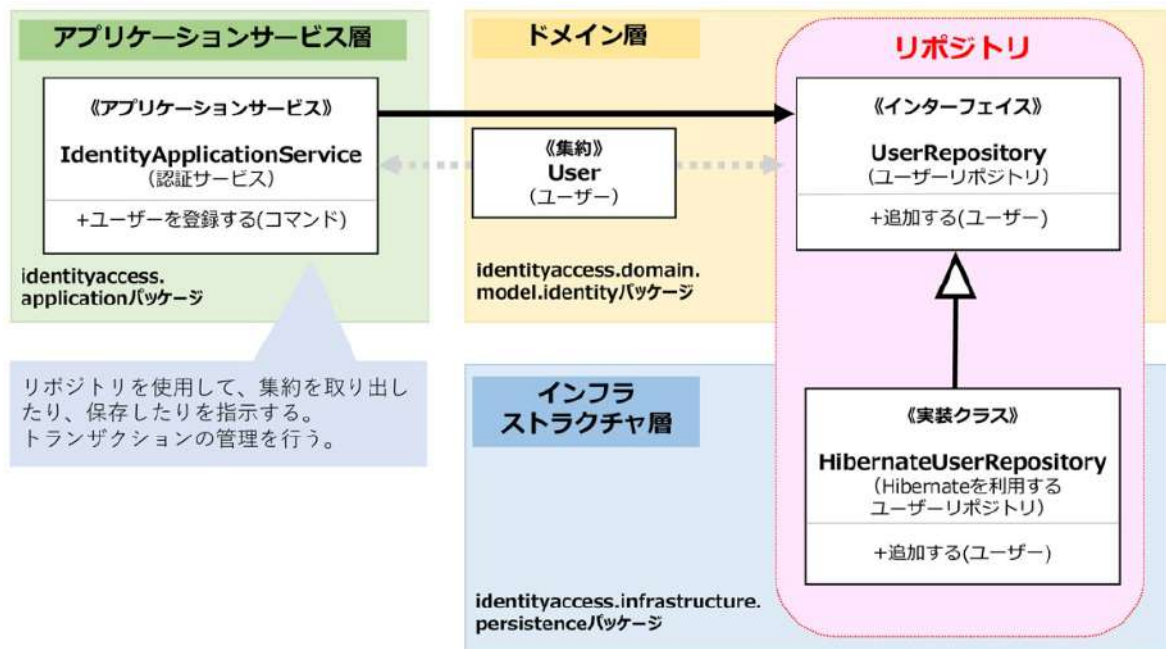 アプリケーションサービス層
《アプリケーションサービス》
IdentityApplicationService
（認証サービス）
+ユーザーを登録する(コマンド)
identityaccess.
applicationパッケージ
リポジトリを使用して、集約を取り出し
たり、保存したりを指示する。
トランザクションの管理を行う。
ドメイン層
《集約》
User
（ユーザー）
identityaccess.domain.
model.identityパッケージ
リポジトリ
《インターフェイス》
UserRepository
（ユーザーリポジトリ）
+追加する(ユーザー)
インフラ
ストラクチャ層
《実装クラス》
HibernateUserRepository
（Hibernateを利用する
ユーザーリポジトリ）
+追加する(ユーザー)
identityaccess.infrastructure.
persistenceパッケージ